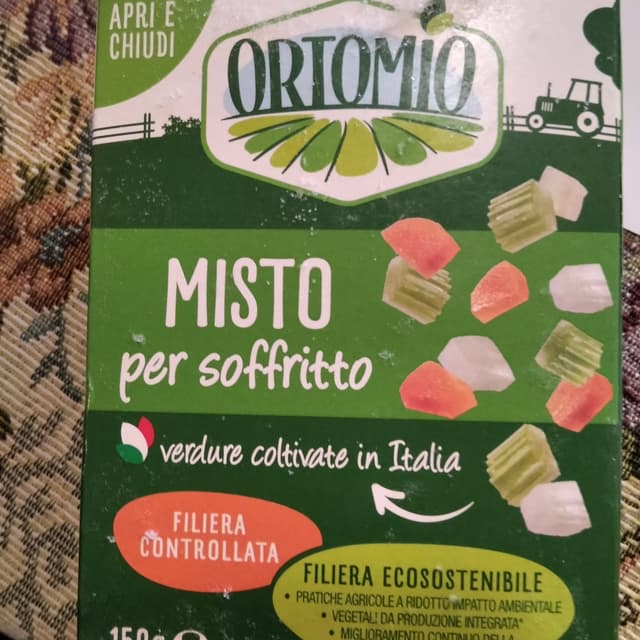 APRI E
CHIUDI
ORTOMIO
MISTO
per soffritto
verdure coltivate in Italia
FILIERA
CONTROLLATA
FILIERA ECOSOSTENIBILE
• PRATICHE AGRICOLE A RIDOTTO IMPATTO AMBIENTALE
• VEGETALI DA PRODUZIONE INTEGRATA*
• MIGLIORAMENTO CONTINUO DELLA
150g e